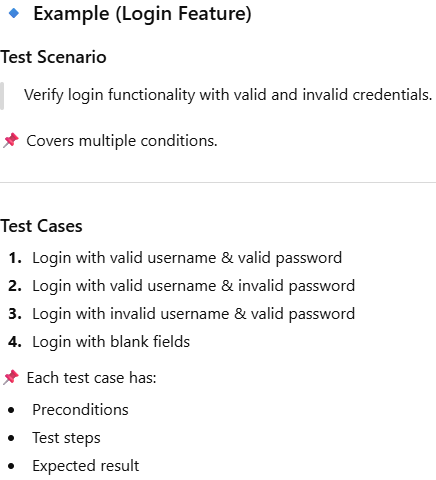 🔹 Example (Login Feature)
Test Scenario
Verify login functionality with valid and invalid credentials.
📌 Covers multiple conditions.
Test Cases
1. Login with valid username & valid password
2. Login with valid username & invalid password
3. Login with invalid username & valid password
4. Login with blank fields
📌 Each test case has:
• Preconditions
• Test steps
• Expected result